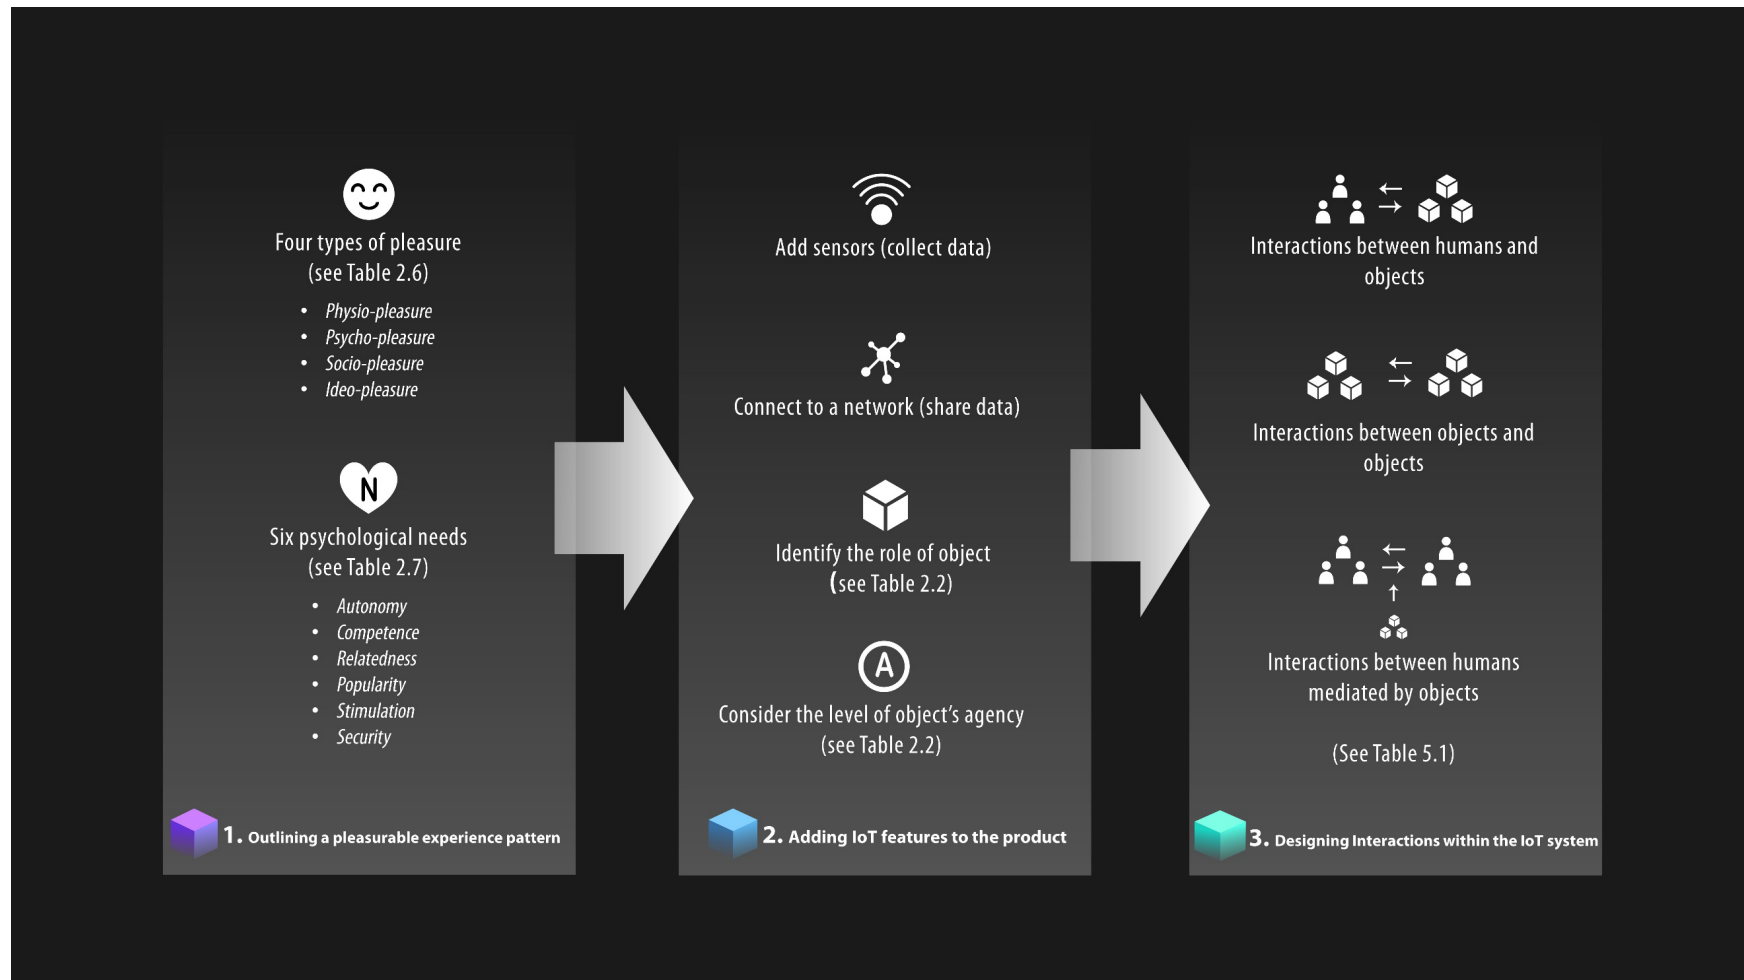 Four types of pleasure
(see Table 2.6)
• Physio-pleasure
• Psycho-pleasure
• Socio-pleasure
• Ideo-pleasure
N
Six psychological needs
(see Table 2.7)
• Autonomy
• Competence
• Relatedness
• Popularity
• Stimulation
• Security
1. Outlining a pleasurable experience pattern
Add sensors (collect data)
Connect to a network (share data)
Identify the role of object
(see Table 2.2)
A
Consider the level of object’s agency
(see Table 2.2)
2. Adding IoT features to the product
Interactions between humans and
objects
Interactions between objects and
objects
Interactions between humans
mediated by objects
(See Table 5.1)
3. Designing Interactions within the IoT system